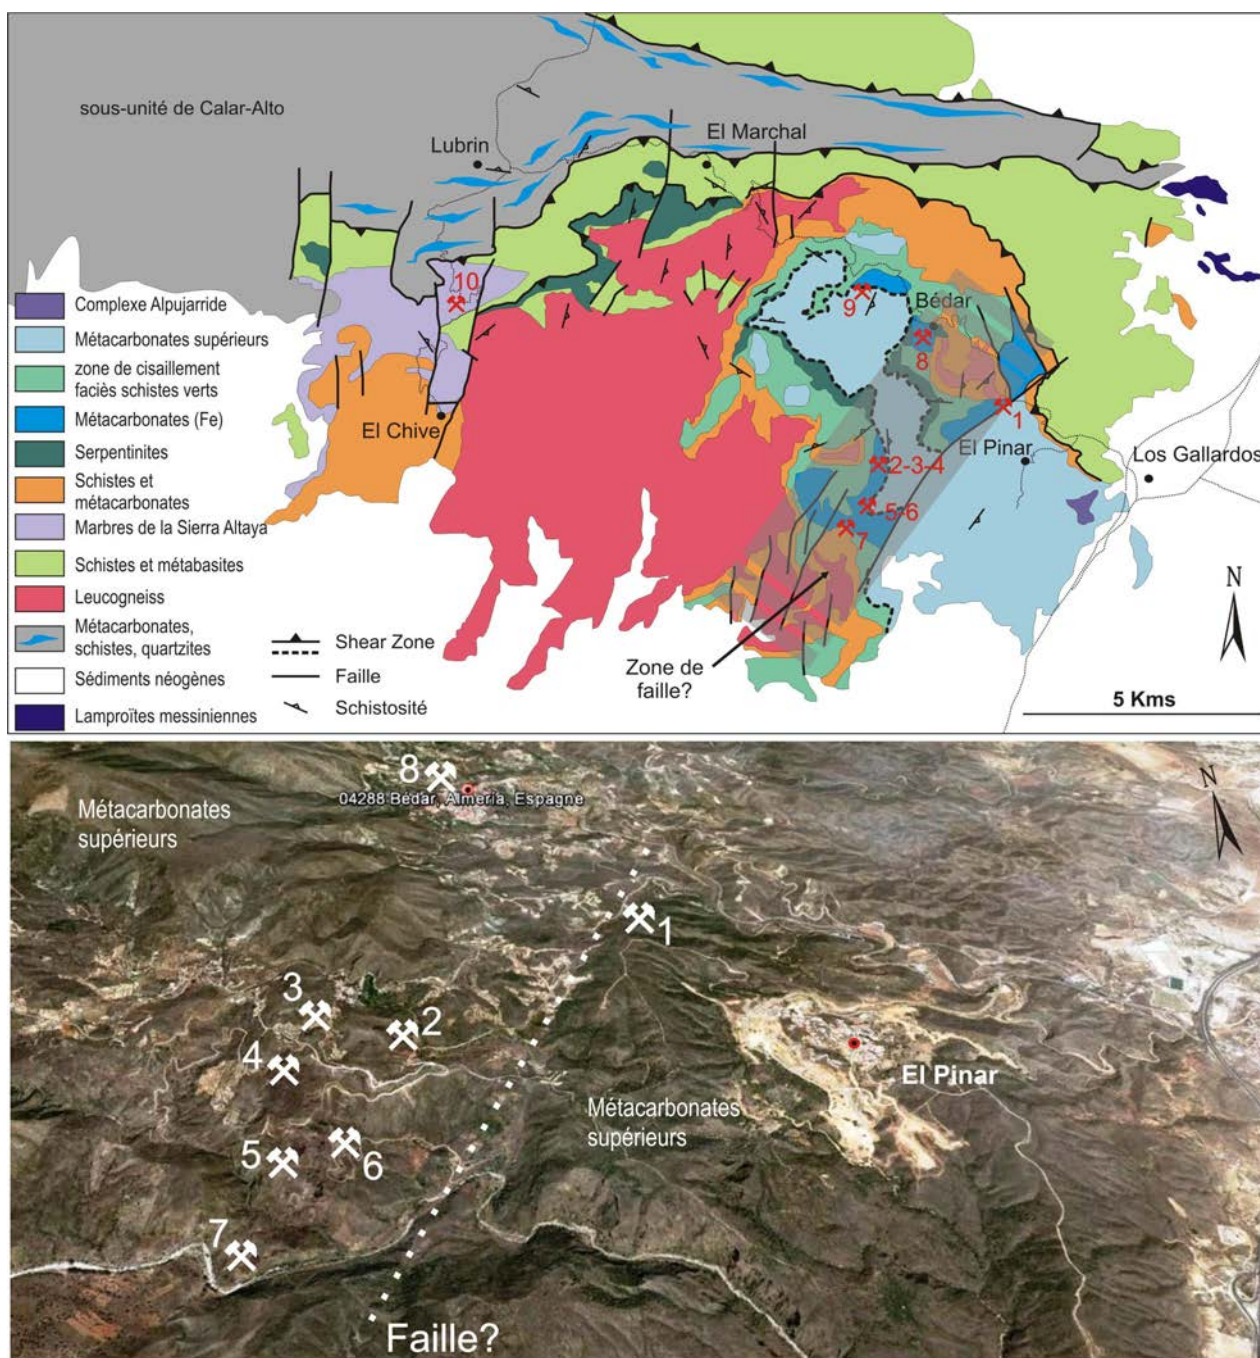 sous-unité de Calar-Alto
Lubrin
El Marchal
10
9
Bédar
8
1
El Chive
El Pinar
Los Gallardos
2-3-4
5-6
7
Complexe Alpujarride
Métacarbonates supérieurs
zone de cisaillement
faciès schistes verts
Métacarbonates (Fe)
Serpentinites
Schistes et
métacarbonates
Marbres de la Sierra Altaya
Schistes et métabasites
Leucogneiss
Métacarbonates,
schistes, quartzites
Sédiments néogènes
Lamproïtes messiniennes
Shear Zone
Faille
Schistosité
Zone de
faille?
N
5 Kms
8
04288 Bédar, Almería, Espagne
Métacarbonates
supérieurs
N
1
3
2
4
El Pinar
Métacarbonates
supérieurs
5
6
7
Faille?